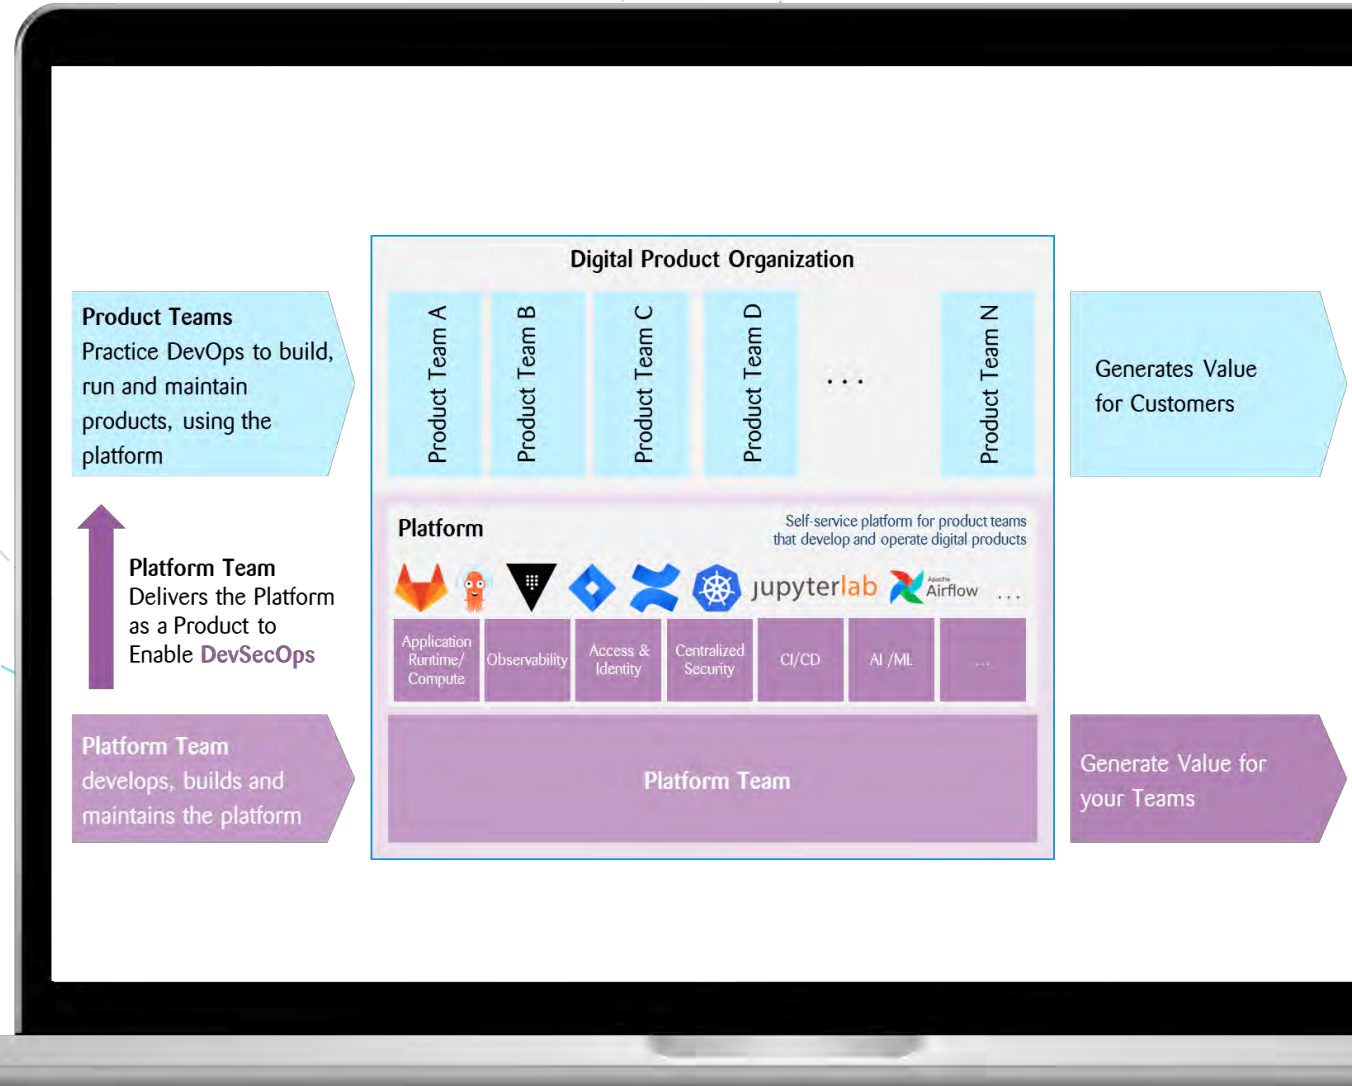 Digital Product Organization
Product Teams
Practice DevOps to build,
run and maintain
products, using the
platform
Product Team A
Product Team B
Product Team C
Product Team D
...
Product Team N
Generates Value
for Customers
Platform Team
Delivers the Platform
as a Product to
Enable DevSecOps
Platform
Self-service platform for product teams
that develop and operate digital products
jupyterlab
Apache
Airflow
...
Application
Runtime/
Compute
Observability
Access &
Identity
Centralized
Security
CI/CD
AI /ML
...
Platform Team
develops, builds and
maintains the platform
Platform Team
Generate Value for
your Teams